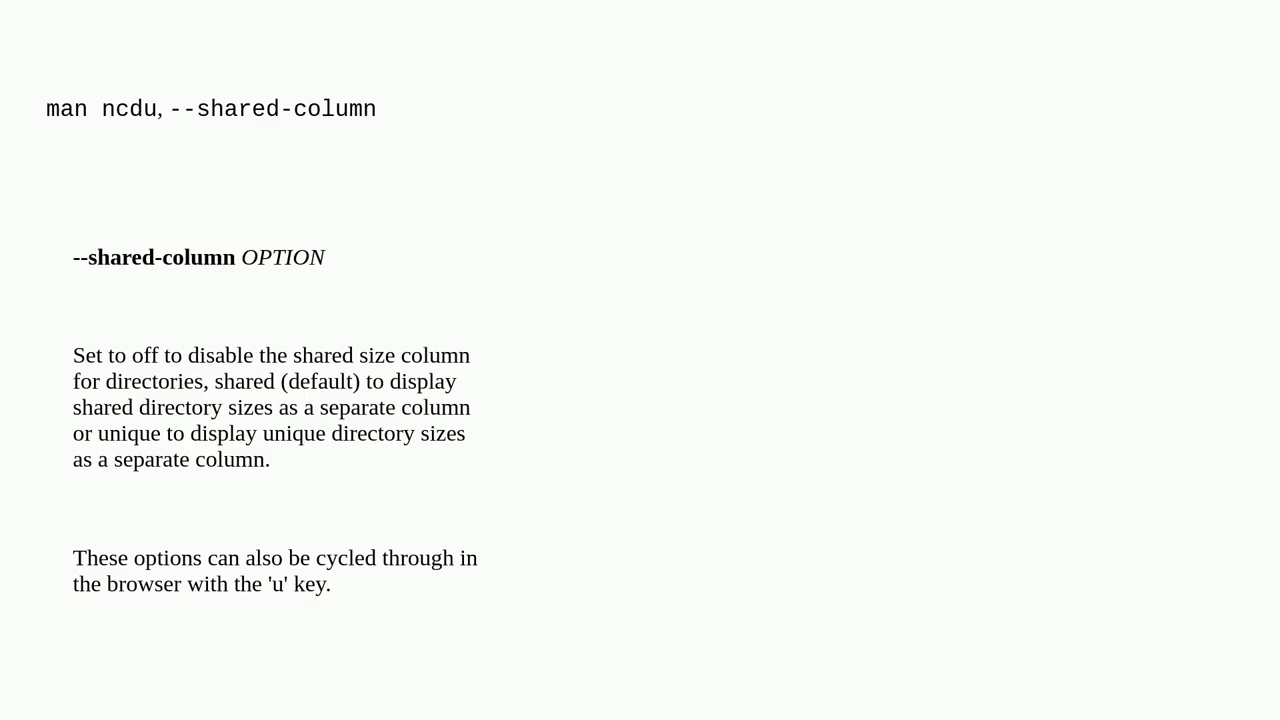 man ncdu, --shared-column
--shared-column OPTION
Set to off to disable the shared size column
for directories, shared (default) to display
shared directory sizes as a separate column
or unique to display unique directory sizes
as a separate column.
These options can also be cycled through in
the browser with the 'u' key.